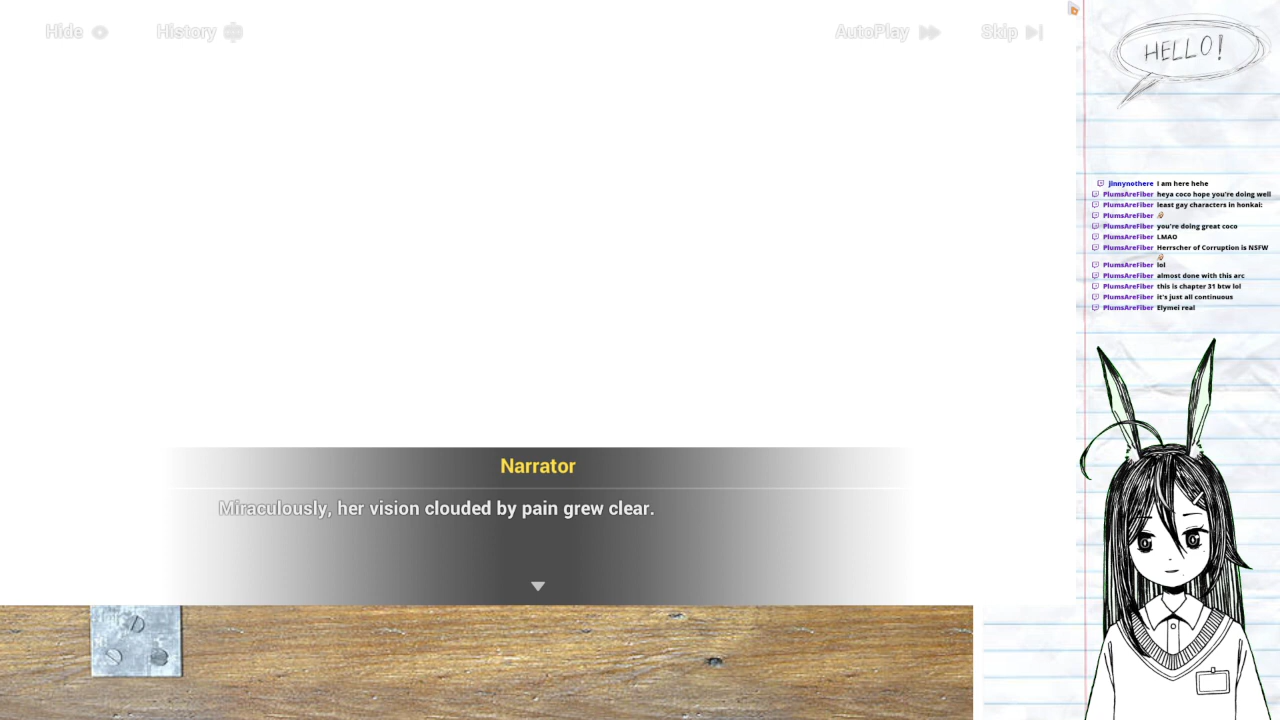 Hide
History
AutoPlay
Skip
HELLO!
jinnynothere I am here hehe
PlumsAreFiber heya coco hope you're doing well
PlumsAreFiber least gay characters in honkai:
PlumsAreFiber
PlumsAreFiber you're doing great coco
PlumsAreFiber LMAO
PlumsAreFiber Herrscher of Corruption is NSFW
PlumsAreFiber lol
PlumsAreFiber almost done with this arc
PlumsAreFiber this is chapter 31 btw lol
PlumsAreFiber it's just all continuous
PlumsAreFiber Elymei real
Narrator
Miraculously, her vision clouded by pain grew clear.